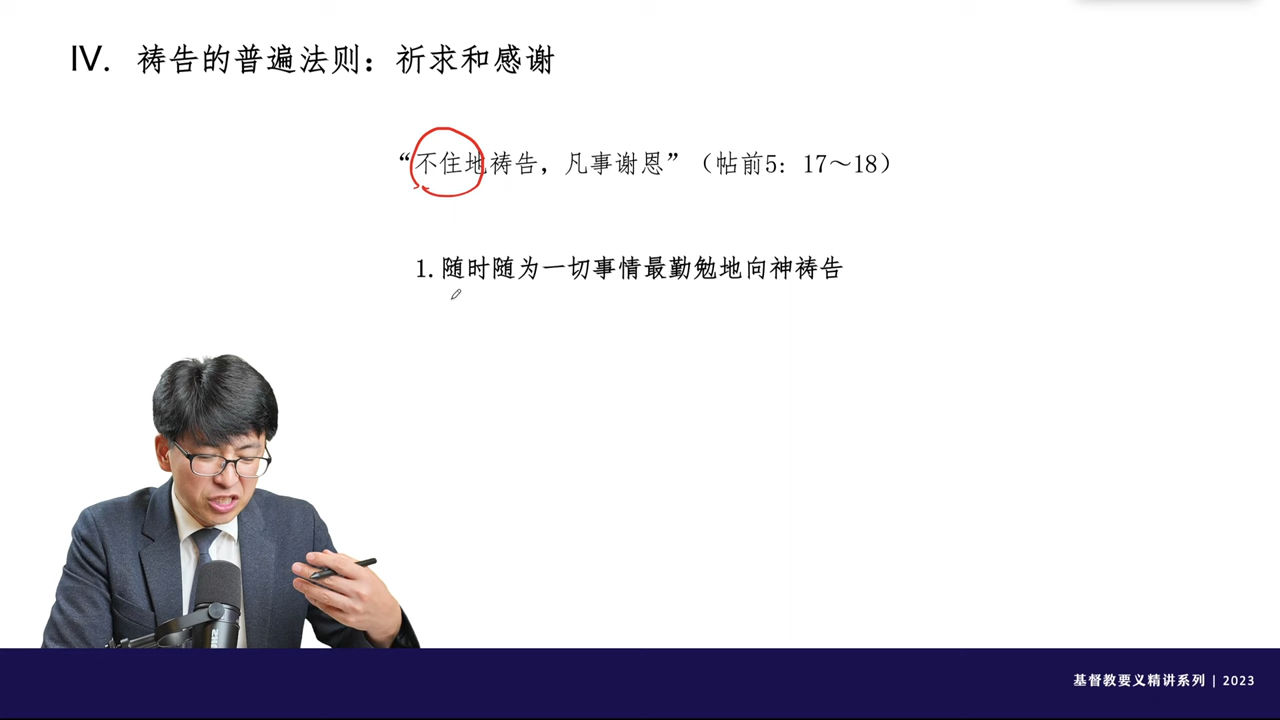 IV. 祷告的普遍法则：祈求和感谢
“不住地祷告，凡事谢恩”（帖前5：17～18）
1. 随时随为一切事情最勤勉地向神祷告
基督教要义精讲系列 | 2023